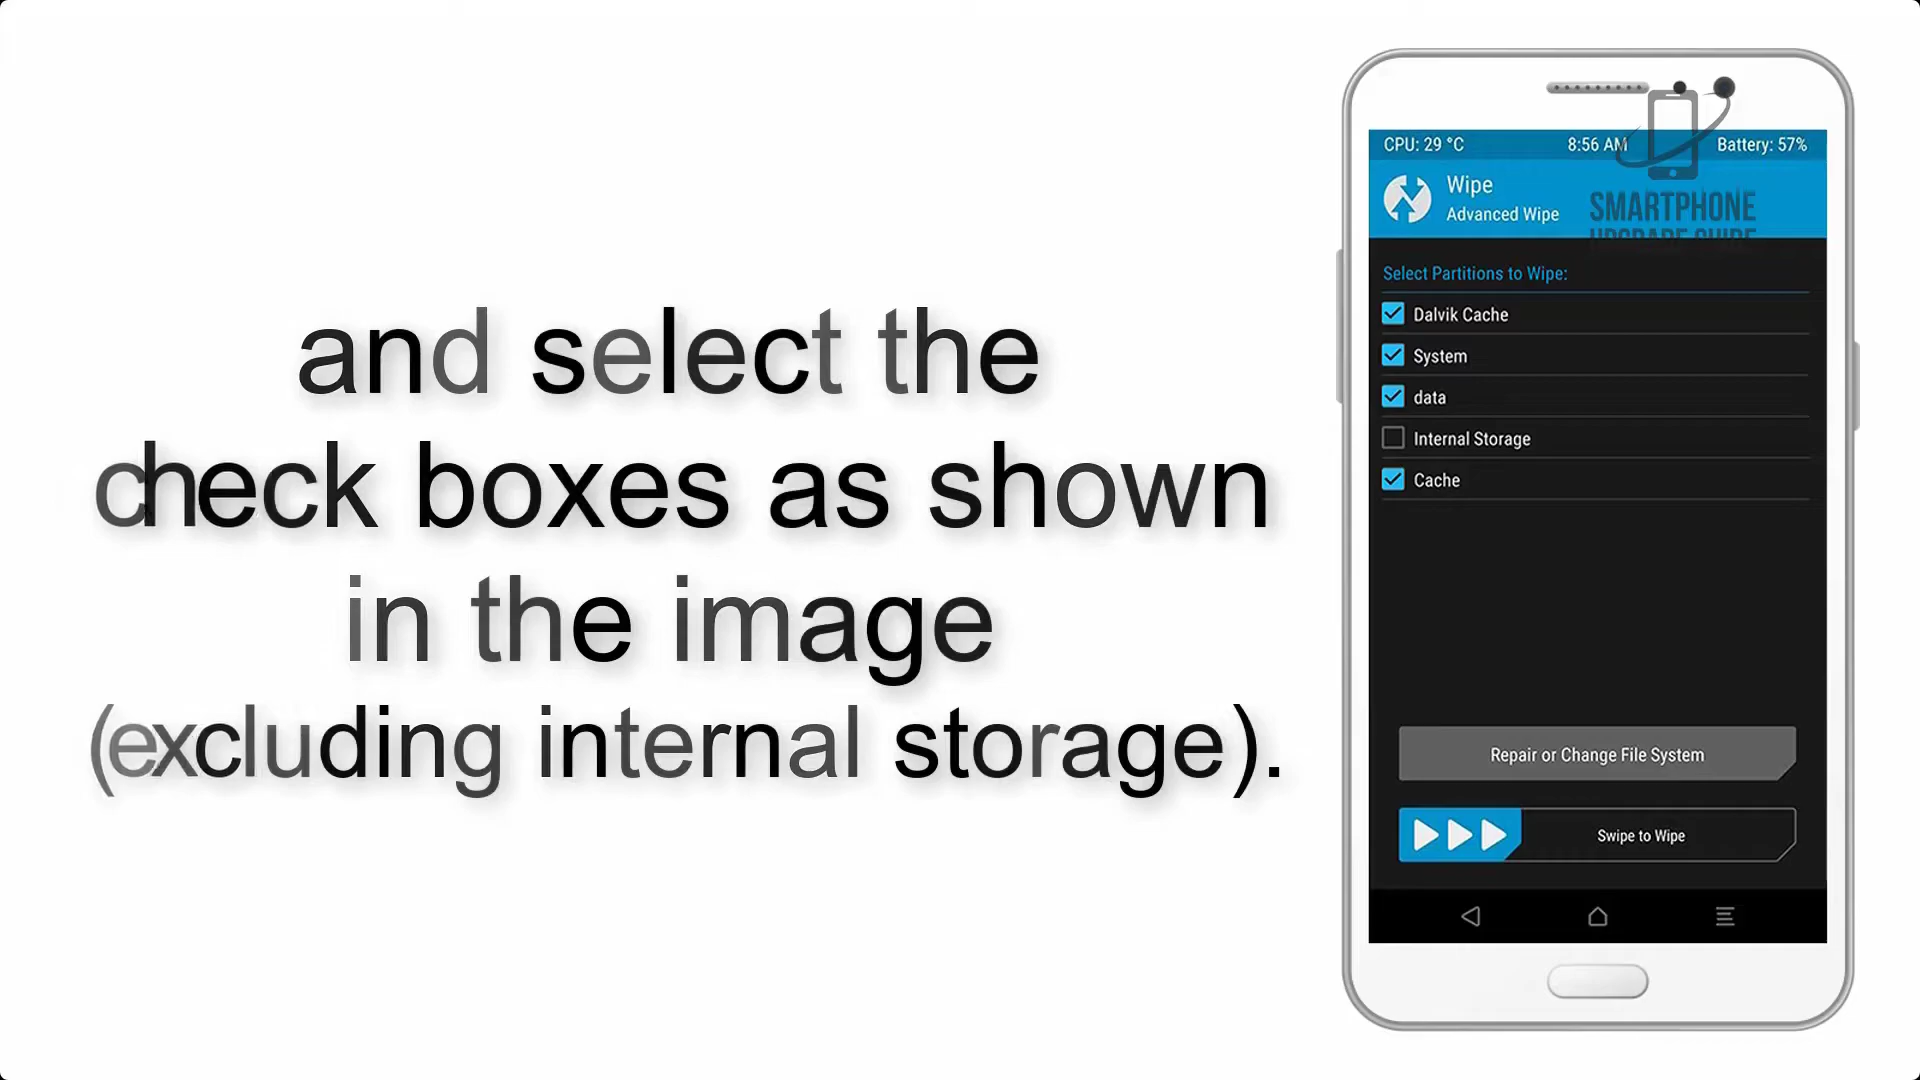 and select the
check boxes as shown
in the image
(excluding internal storage).
CPU: 29 °C 8:56 AM Battery: 57%
Wipe
Advanced Wipe
SMARTPHONE
UPGRADE GUIDE
Select Partitions to Wipe:
Dalvik Cache
System
data
Internal Storage
Cache
Repair or Change File System
Swipe to Wipe